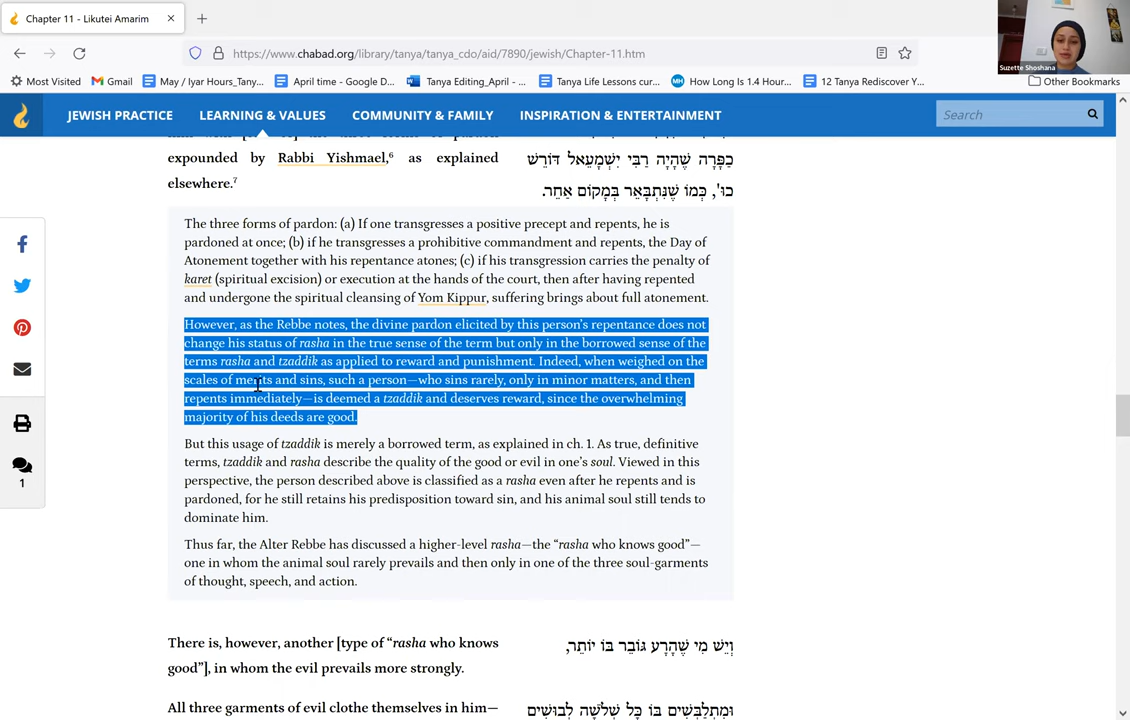 Chapter 11 - Likutei Amarim
https://www.chabad.org/library/tanya/tanya_cdo/aid/7890/jewish/Chapter-11.htm
Suzette Shoshana
Most Visited Gmail May / Iyar Hours_Tany... April time - Google D... Tanya Editing_April - ... Tanya Life Lessons cur... MH How Long Is 1.4 Hour... 12 Tanya Rediscover Y... Other Bookmarks
JEWISH PRACTICE LEARNING & VALUES COMMUNITY & FAMILY INSPIRATION & ENTERTAINMENT Search
expounded by Rabbi Yishmael,6 as explained
elsewhere.7
כַפָּרָה שֶׁהָיָה רַבִּי יִשְׁמָעֵאל דּוֹרֵשׁ
כוּ', כְּמוֹ שֶׁנִּתְבָּאֵר בְּמָקוֹם אַחֵר.
The three forms of pardon: (a) If one transgresses a positive precept and repents, he is
pardoned at once; (b) if he transgresses a prohibitive commandment and repents, the Day of
Atonement together with his repentance atones; (c) if his transgression carries the penalty of
karet (spiritual excision) or execution at the hands of the court, then after having repented
and undergone the spiritual cleansing of Yom Kippur, suffering brings about full atonement.
However, as the Rebbe notes, the divine pardon elicited by this person's repentance does not
change his status of rasha in the true sense of the term but only in the borrowed sense of the
terms rasha and tzaddik as applied to reward and punishment. Indeed, when weighed on the
scales of merits and sins, such a person—who sins rarely, only in minor matters, and then
repents immediately—is deemed a tzaddik and deserves reward, since the overwhelming
majority of his deeds are good.
But this usage of tzaddik is merely a borrowed term, as explained in ch. 1. As true, definitive
terms, tzaddik and rasha describe the quality of the good or evil in one's soul. Viewed in this
perspective, the person described above is classified as a rasha even after he repents and is
pardoned, for he still retains his predisposition toward sin, and his animal soul still tends to
dominate him.
Thus far, the Alter Rebbe has discussed a higher-level rasha—the “rasha who knows good”—
one in whom the animal soul rarely prevails and then only in one of the three soul-garments
of thought, speech, and action.
There is, however, another [type of “rasha who knows
good”], in whom the evil prevails more strongly.
וְיֵשׁ מִי שֶׁהָרָע גּוֹבֵר בּוֹ יוֹתֵר,
All three garments of evil clothe themselves in him—
וּמִתְלַבְּשִׁים בּוֹ כָּל שְׁלֹשָׁה לְבוּשִׁים
1